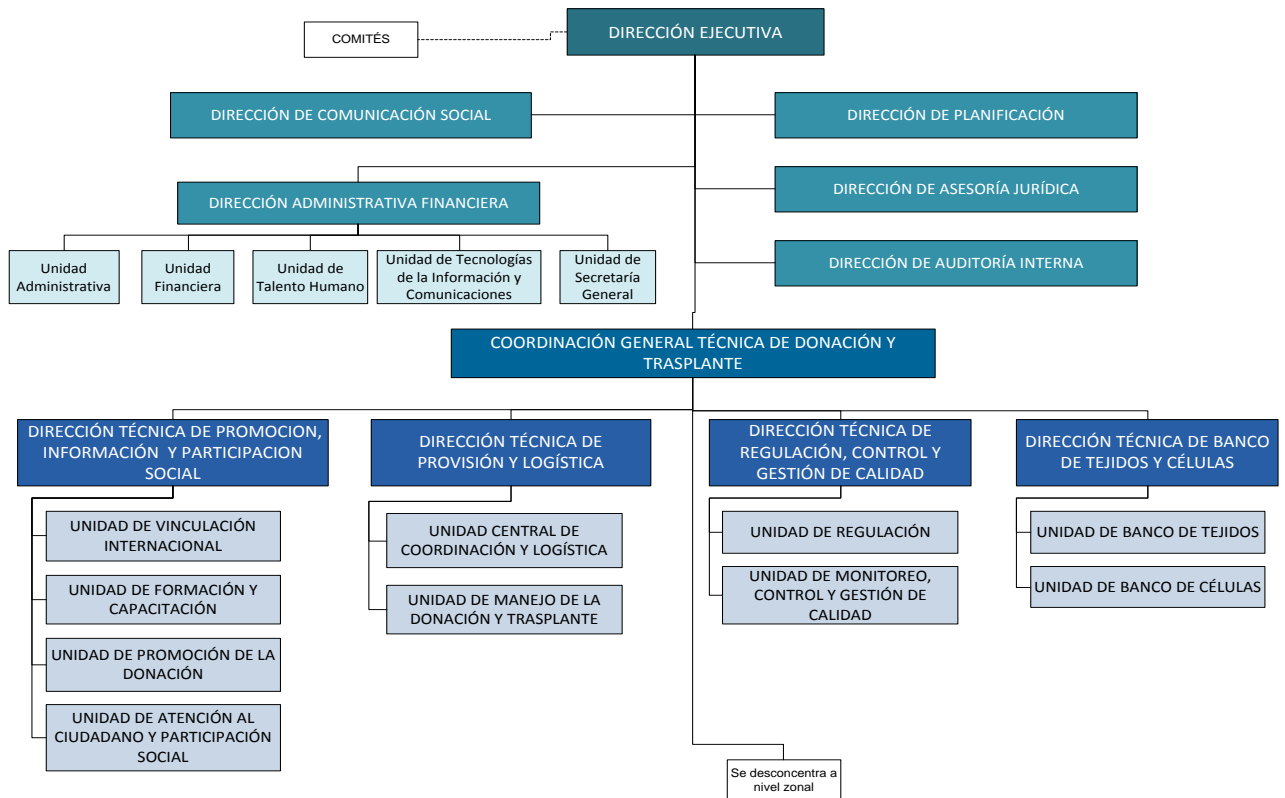 DIRECCIÓN EJECUTIVA
COMITÉS
DIRECCIÓN DE COMUNICACIÓN SOCIAL
DIRECCIÓN DE PLANIFICACIÓN
DIRECCIÓN ADMINISTRATIVA FINANCIERA
DIRECCIÓN DE ASESORÍA JURÍDICA
DIRECCIÓN DE AUDITORÍA INTERNA
Unidad
Administrativa
Unidad
Financiera
Unidad de
Talento Humano
Unidad de Tecnologías
de la Información y
Comunicaciones
Unidad de
Secretaría
General
COORDINACIÓN GENERAL TÉCNICA DE DONACIÓN Y
TRASPLANTE
DIRECCIÓN TÉCNICA DE PROMOCION,
INFORMACIÓN Y PARTICIPACION
SOCIAL
UNIDAD DE VINCULACIÓN
INTERNACIONAL
UNIDAD DE FORMACIÓN Y
CAPACITACIÓN
UNIDAD DE PROMOCIÓN DE LA
DONACIÓN
UNIDAD DE ATENCIÓN AL
CIUDADANO Y PARTICIPACIÓN
SOCIAL
DIRECCIÓN TÉCNICA DE
PROVISIÓN Y LOGÍSTICA
UNIDAD CENTRAL DE
COORDINACIÓN Y LOGÍSTICA
UNIDAD DE MANEJO DE LA
DONACIÓN Y TRASPLANTE
DIRECCIÓN TÉCNICA DE
REGULACIÓN, CONTROL Y
GESTIÓN DE CALIDAD
UNIDAD DE REGULACIÓN
UNIDAD DE MONITOREO,
CONTROL Y GESTIÓN DE
CALIDAD
DIRECCIÓN TÉCNICA DE BANCO
DE TEJIDOS Y CÉLULAS
UNIDAD DE BANCO DE TEJIDOS
UNIDAD DE BANCO DE CÉLULAS
Se desconcentra a
nivel zonal